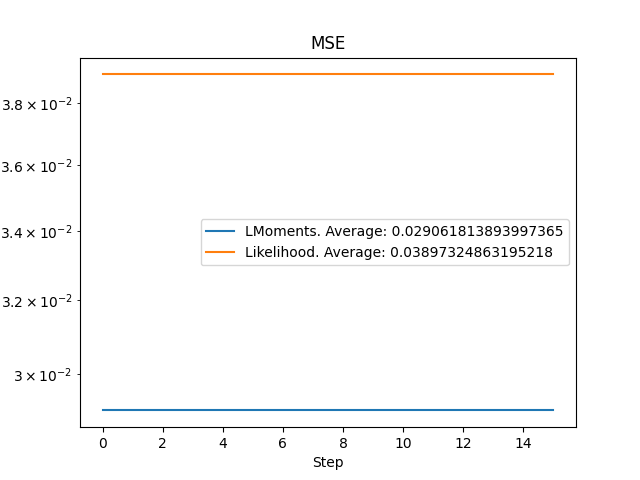 MSE
3.8 × 10⁻²
3.6 × 10⁻²
3.4 × 10⁻²
3.2 × 10⁻²
3 × 10⁻²
LMoments. Average: 0.029061813893997365
Likelihood. Average: 0.03897324863195218
0 2 4 6 8 10 12 14
Step